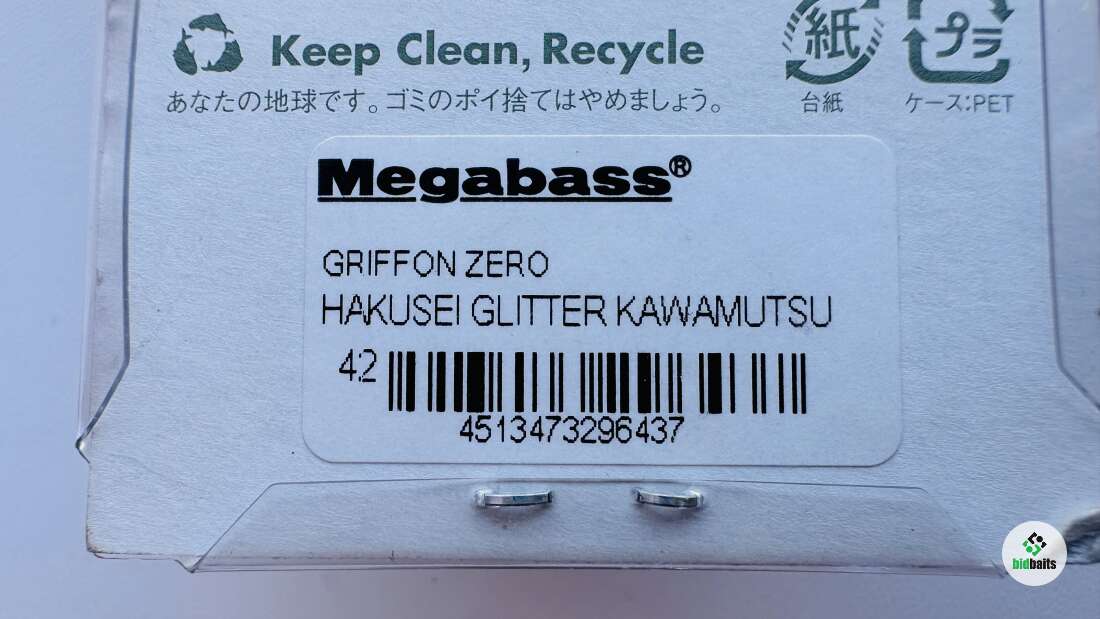 Keep Clean, Recycle
あなたの地球です。ゴミのポイ捨てはやめましょう。
紙
台紙
プラ
ケース:PET
Megabass®
GRIFFON ZERO
HAKUSEI GLITTER KAWAMUTSU
42
4513473296437
bidbaits